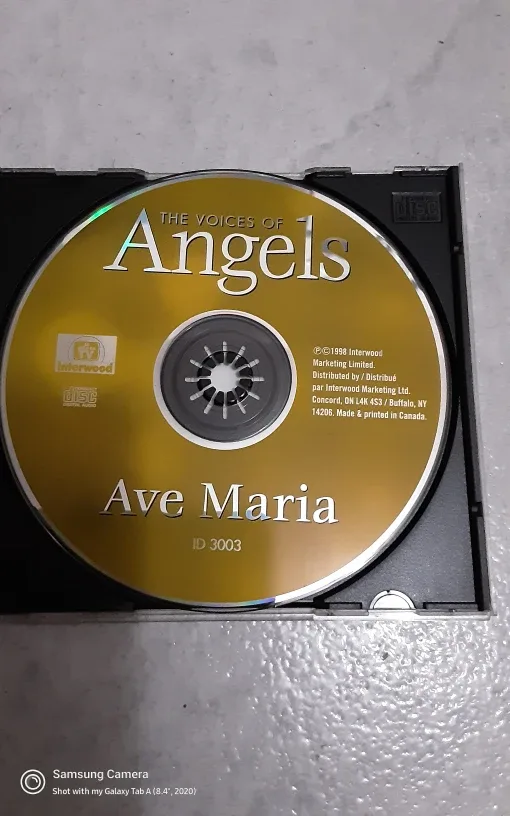 THE VOICES OF
Angels
Interwood
DISC
DIGITAL AUDIO
℗©1998 Interwood
Marketing Limited.
Distributed by / Distribué
par Interwood Marketing Ltd.
Concord, ON L4K 4S3 / Buffalo, NY
14206. Made & printed in Canada.
Ave Maria
ID 3003
DISC
Samsung Camera
Shot with my Galaxy Tab A (8.4", 2020)